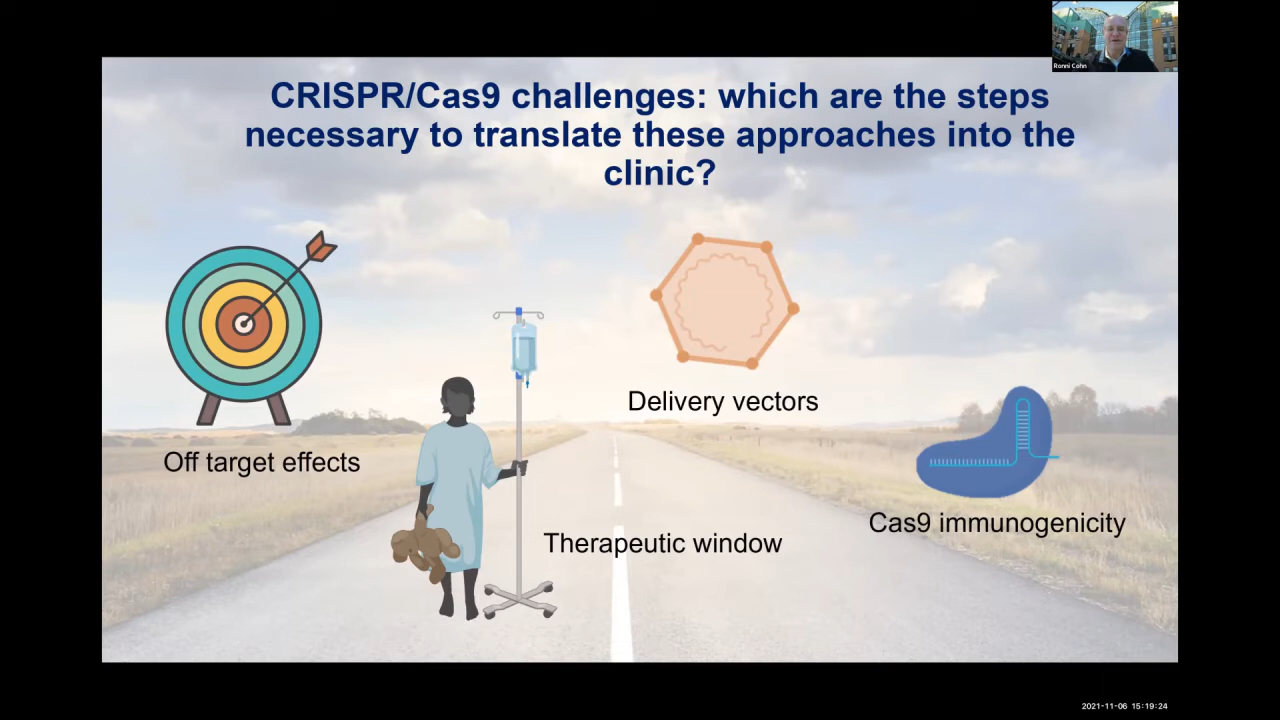 Ronni Cohn
CRISPR/Cas9 challenges: which are the steps
necessary to translate these approaches into the
clinic?
Off target effects
Delivery vectors
Therapeutic window
Cas9 immunogenicity
2021-11-06 15:19:24